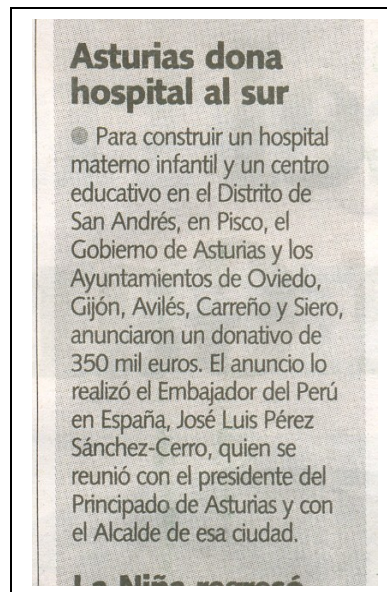 Asturias dona
hospital al sur
Para construir un hospital
materno infantil y un centro
educativo en el Distrito de
San Andrés, en Pisco, el
Gobierno de Asturias y los
Ayuntamientos de Oviedo,
Gijón, Avilés, Carreño y Siero,
anunciaron un donativo de
350 mil euros. El anuncio lo
realizó el Embajador del Perú
en España, José Luis Pérez
Sánchez-Cerro, quien se
reunió con el presidente del
Principado de Asturias y con
el Alcalde de esa ciudad.
La Niña regresó